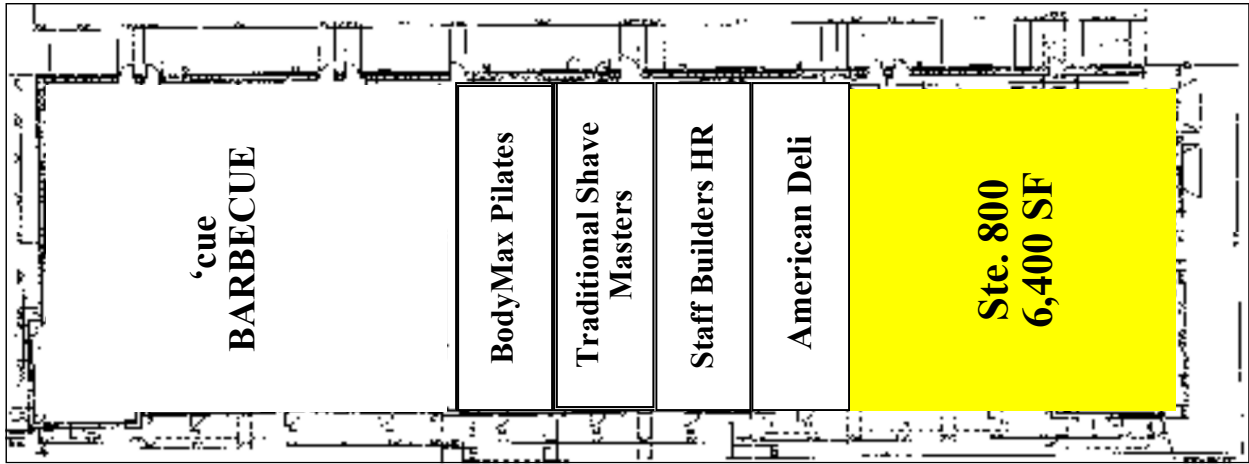 ‘cue
BARBECUE
BodyMax Pilates
Traditional Shave
Masters
Staff Builders HR
American Deli
Ste. 800
6,400 SF